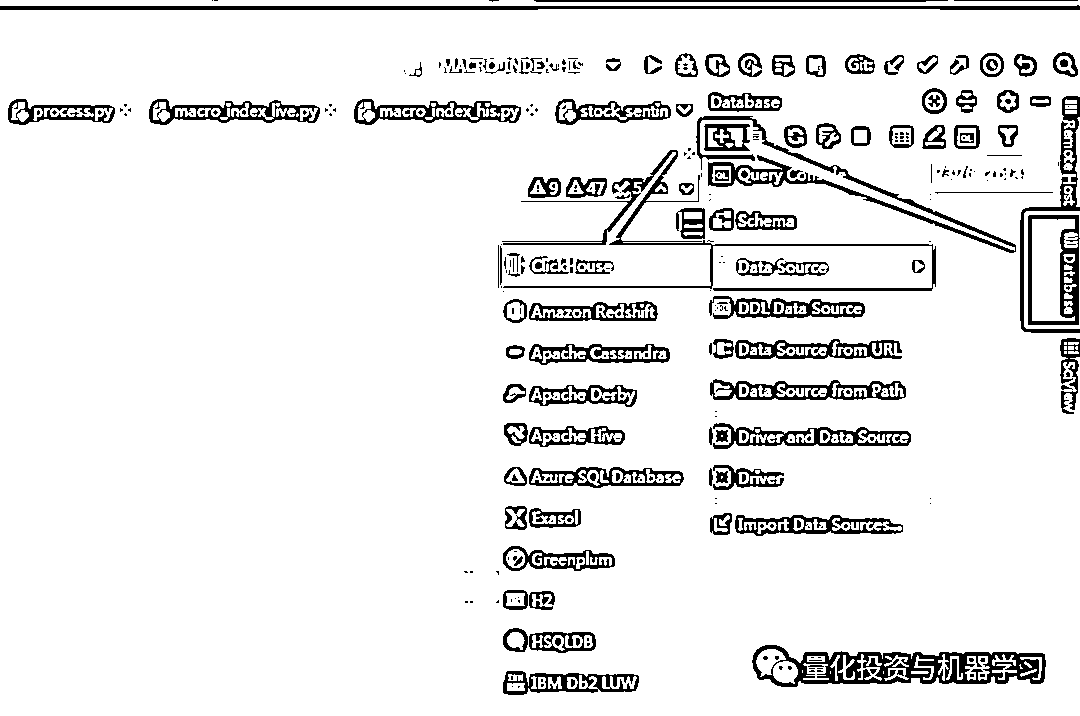 MACRO_INDEX_HIS
Git:
process.py
macro_index_live.py
macro_index_his.py
stock_sentin
Database
Query Console
9 47 5
Schema
ClickHouse
Data Source
Amazon Redshift
DDL Data Source
Apache Cassandra
Data Source from URL
Apache Derby
Data Source from Path
Apache Hive
Driver and Data Source
Azure SQL Database
Driver
Exasol
Import Data Sources...
Greenplum
H2
HSQLDB
IBM Db2 LUW
Remote Host
Database
SciView
量化投资与机器学习